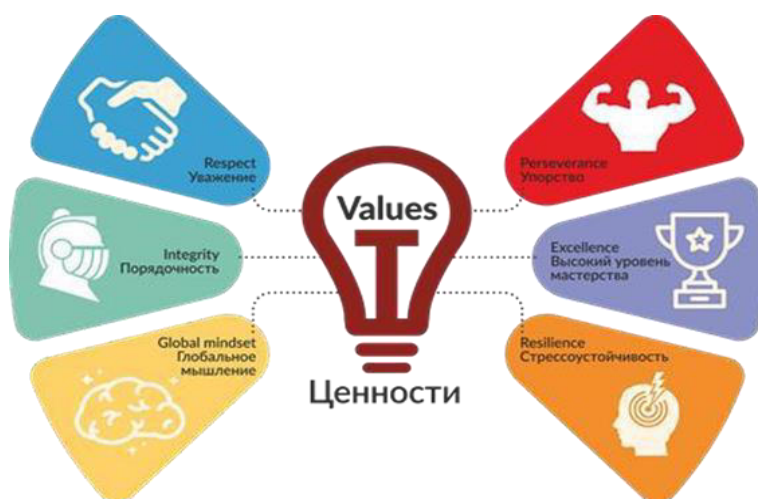 Respect
Уважение
Perseverance
Упорство
Values
Integrity
Порядочность
Excellence
Высокий уровень
мастерства
Global mindset
Глобальное
мышление
Resilience
Стрессоустойчивость
Ценности